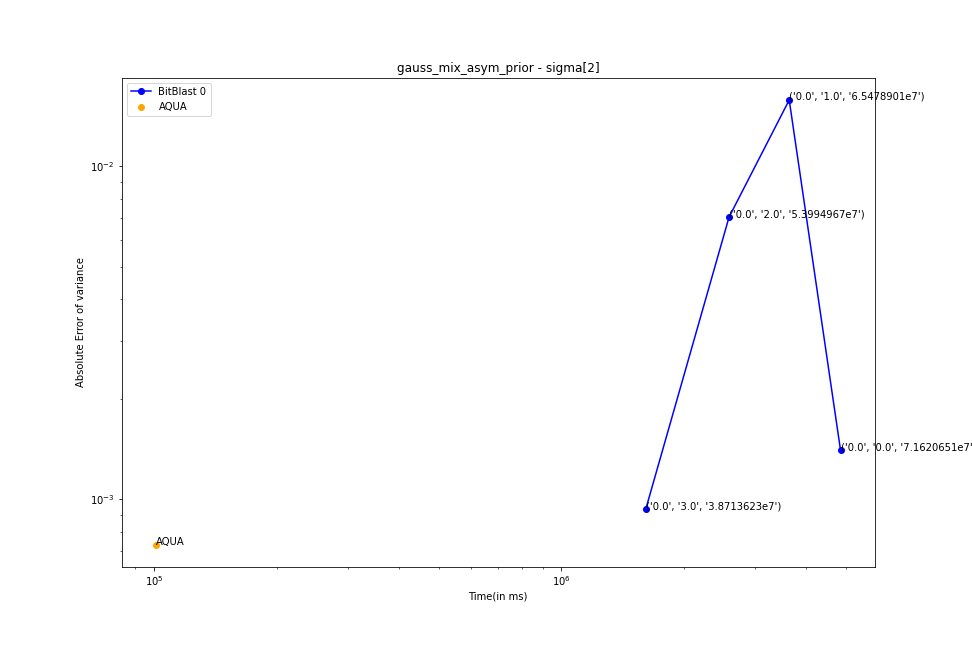 gauss_mix_asym_prior - sigma[2]
BitBlast 0
AQUA
('0.0', '1.0', '6.5478901e7')
10⁻²
('0.0', '2.0', '5.3994967e7')
Absolute Error of variance
('0.0', '0.0', '7.1620651e7'
10⁻³
('0.0', '3.0', '3.8713623e7')
AQUA
10⁵
10⁶
Time(in ms)